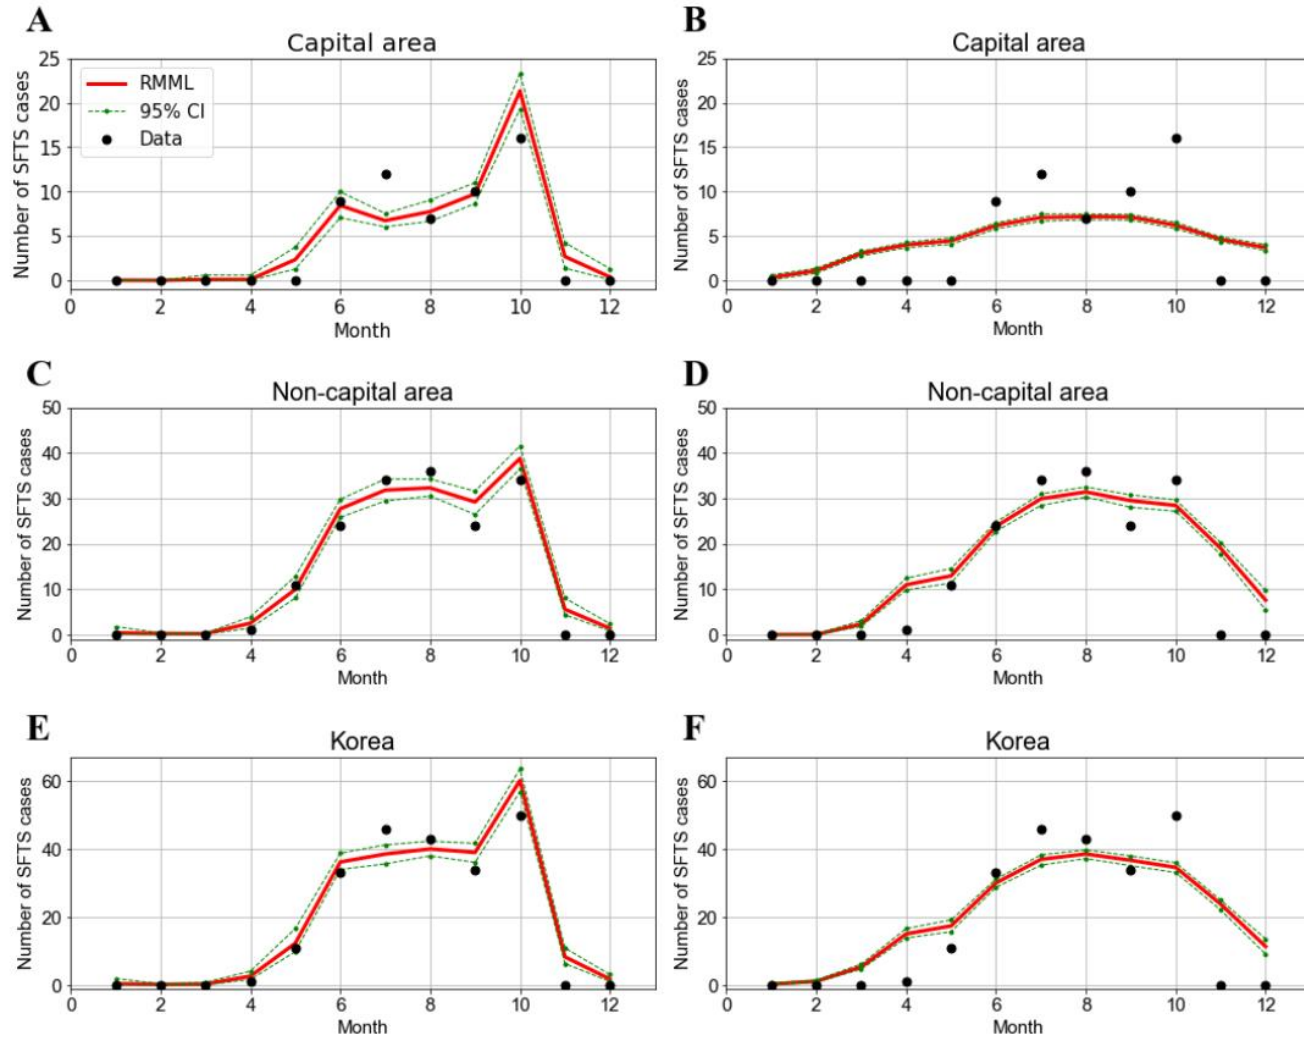 A
Capital area
Number of SFTS cases
25
20
15
10
5
0
RMML
95% CI
Data
0 2 4 6 8 10 12
Month
B
Capital area
Number of SFTS cases
25
20
15
10
5
0
0 2 4 6 8 10 12
Month
C
Non-capital area
Number of SFTS cases
50
40
30
20
10
0
0 2 4 6 8 10 12
Month
D
Non-capital area
Number of SFTS cases
50
40
30
20
10
0
0 2 4 6 8 10 12
Month
E
Korea
Number of SFTS cases
60
40
20
0
0 2 4 6 8 10 12
Month
F
Korea
Number of SFTS cases
60
40
20
0
0 2 4 6 8 10 12
Month